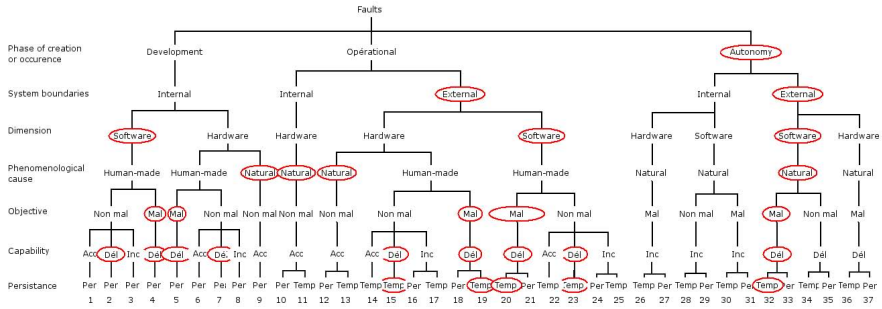 Faults
Phase of creation
or occurence
Development Opérational Autonomy
System boundaries Internal Internal External Internal External
Dimension Software Hardware Hardware Hardware Software Hardware Software Software Hardware
Phenomenological
cause
Human-made Human-made Natural Natural Natural Human-made Human-made Natural Natural Natural Natural
Objective Non mal Mal Mal Non mal Non mal Non mal Non mal Non mal Mal Mal Non mal Mal Non mal Mal Mal Non mal Mal
Capability Acc Dél Inc Dél Dél Acc Dél Inc Acc Acc Acc Acc Dél Inc Dél Dél Acc Dél Inc Inc Inc Inc Dél Dél Dél
Persistance Per Per Per Per Per Per Per Per Per Per Temp Per Temp Temp Temp Per Temp Per Temp Temp Per Temp Temp Per Temp Temp Per Temp Per Temp Per Temp Per Temp Per Temp Per
1 2 3 4 5 6 7 8 9 10 11 12 13 14 15 16 17 18 19 20 21 22 23 24 25 26 27 28 29 30 31 32 33 34 35 36 37